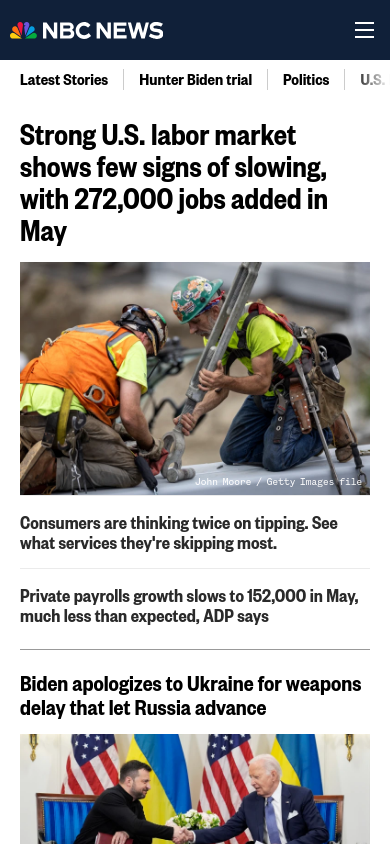 NBC NEWS
Latest Stories
Hunter Biden trial
Politics
U.S.
Strong U.S. labor market
shows few signs of slowing,
with 272,000 jobs added in
May
John Moore / Getty Images file
Consumers are thinking twice on tipping. See
what services they're skipping most.
Private payrolls growth slows to 152,000 in May,
much less than expected, ADP says
Biden apologizes to Ukraine for weapons
delay that let Russia advance